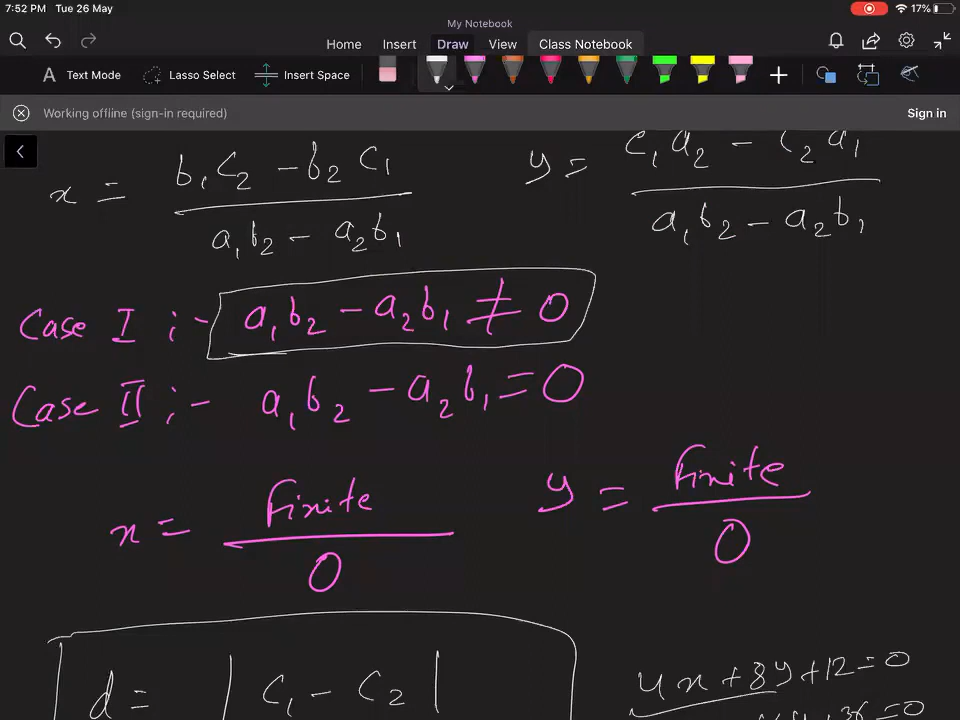 7:52 PM Tue 26 May 17%
My Notebook
Home Insert Draw View Class Notebook
A Text Mode Lasso Select Insert Space
Working offline (sign-in required) Sign in
x = (b₁c₂ - b₂c₁)/(a₁b₂ - a₂b₁) y = (c₁a₂ - c₂a₁)/(a₁b₂ - a₂b₁)
Case I :- a₁b₂ - a₂b₁ ≠ 0
Case II :- a₁b₂ - a₂b₁ = 0
x = finite/0 y = finite/0
4x + 8y + 12 = 0
d = | c₁ - c₂ |